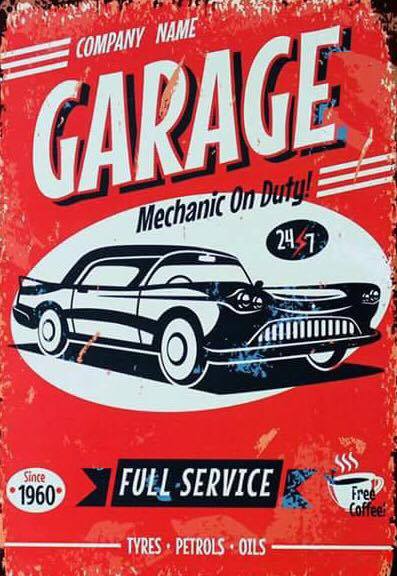 COMPANY NAME
GARAGE
Mechanic On Duty!
24 7
Since
1960
FULL SERVICE
Free
Coffee!
TYRES · PETROLS · OILS